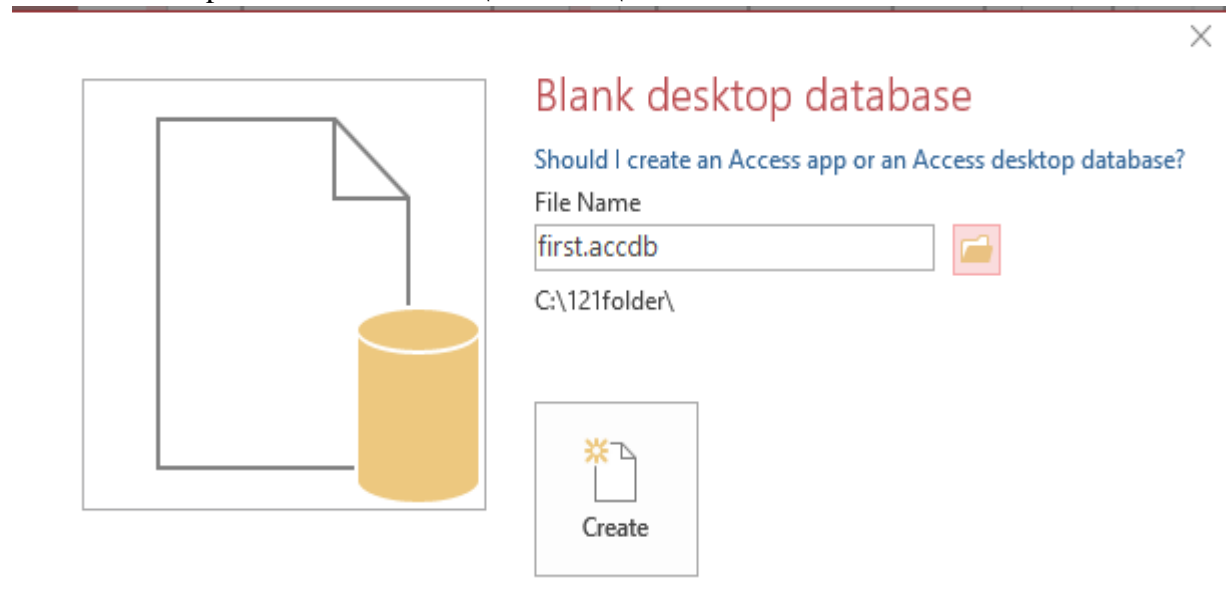 Blank desktop database
Should I create an Access app or an Access desktop database?
File Name
first.accdb
C:\121folder\
Create